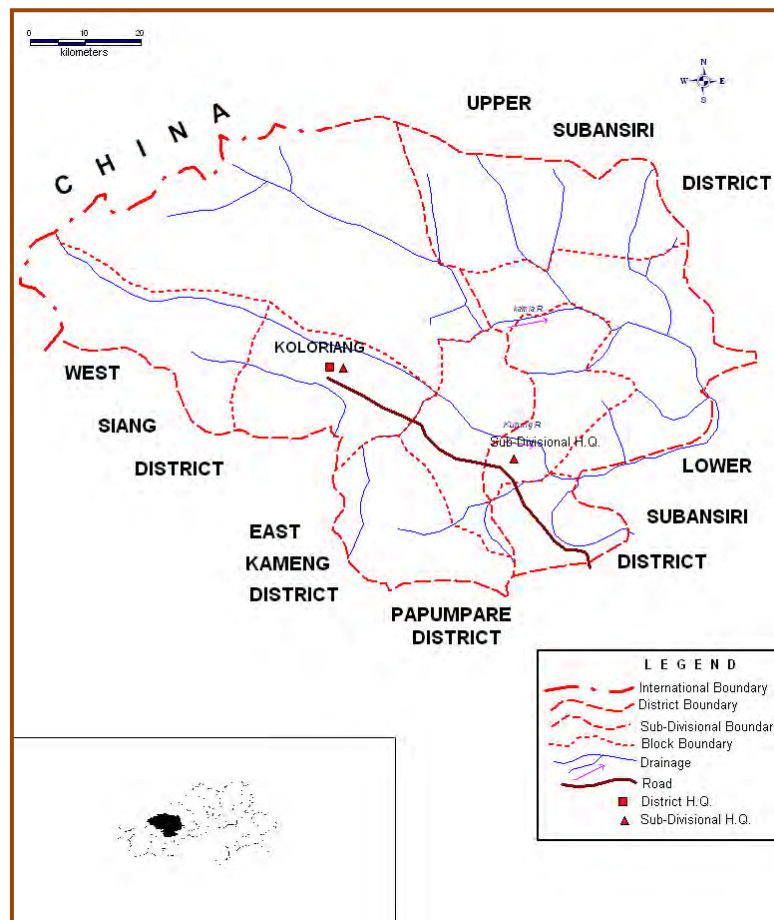 0 10 20
kilometers
N
W E
S
UPPER
SUBANSIRI
DISTRICT
CHINA
KOLORIANG
WEST
SIANG
DISTRICT
Sub-Divisional H.Q.
LOWER
SUBANSIRI
DISTRICT
EAST
KAMENG
DISTRICT
PAPUMPARE
DISTRICT
LEGEND
International Boundary
District Boundary
Sub-Divisional Boundar
Block Boundary
Drainage
Road
District H.Q.
Sub-Divisional H.Q.